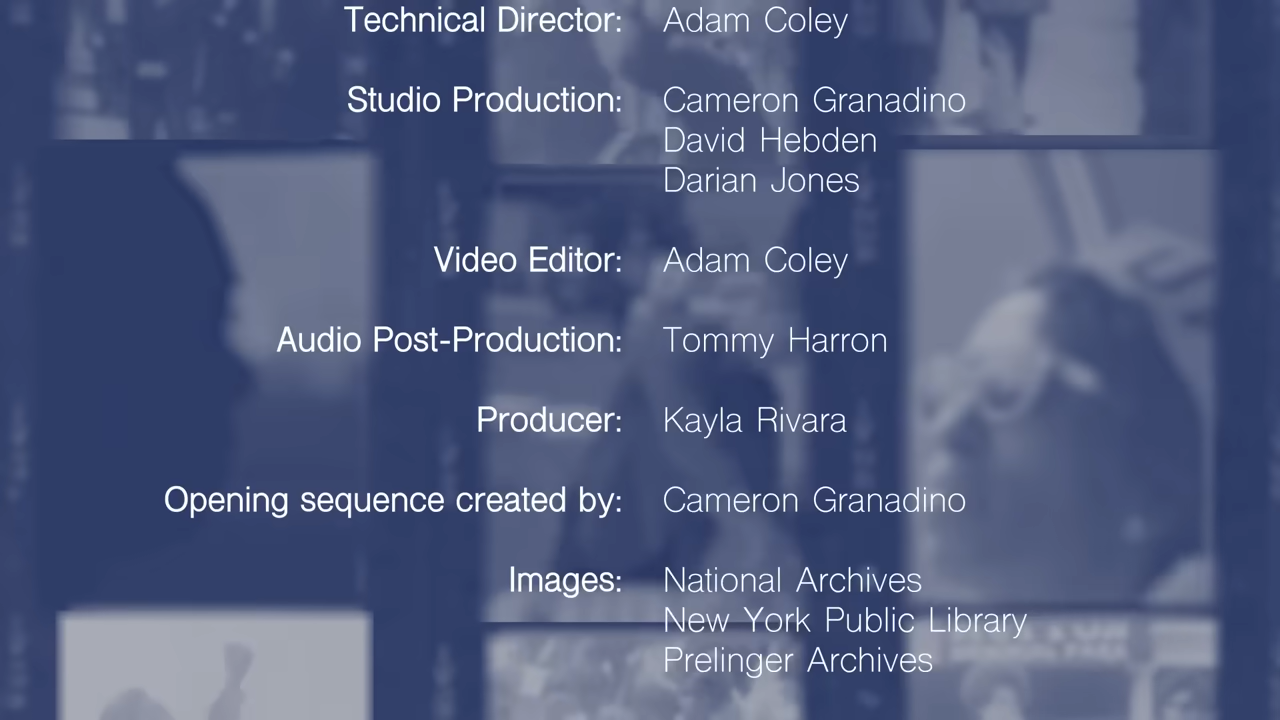 Technical Director: Adam Coley
Studio Production: Cameron Granadino
David Hebden
Darian Jones
Video Editor: Adam Coley
Audio Post-Production: Tommy Harron
Producer: Kayla Rivara
Opening sequence created by: Cameron Granadino
Images: National Archives
New York Public Library
Prelinger Archives